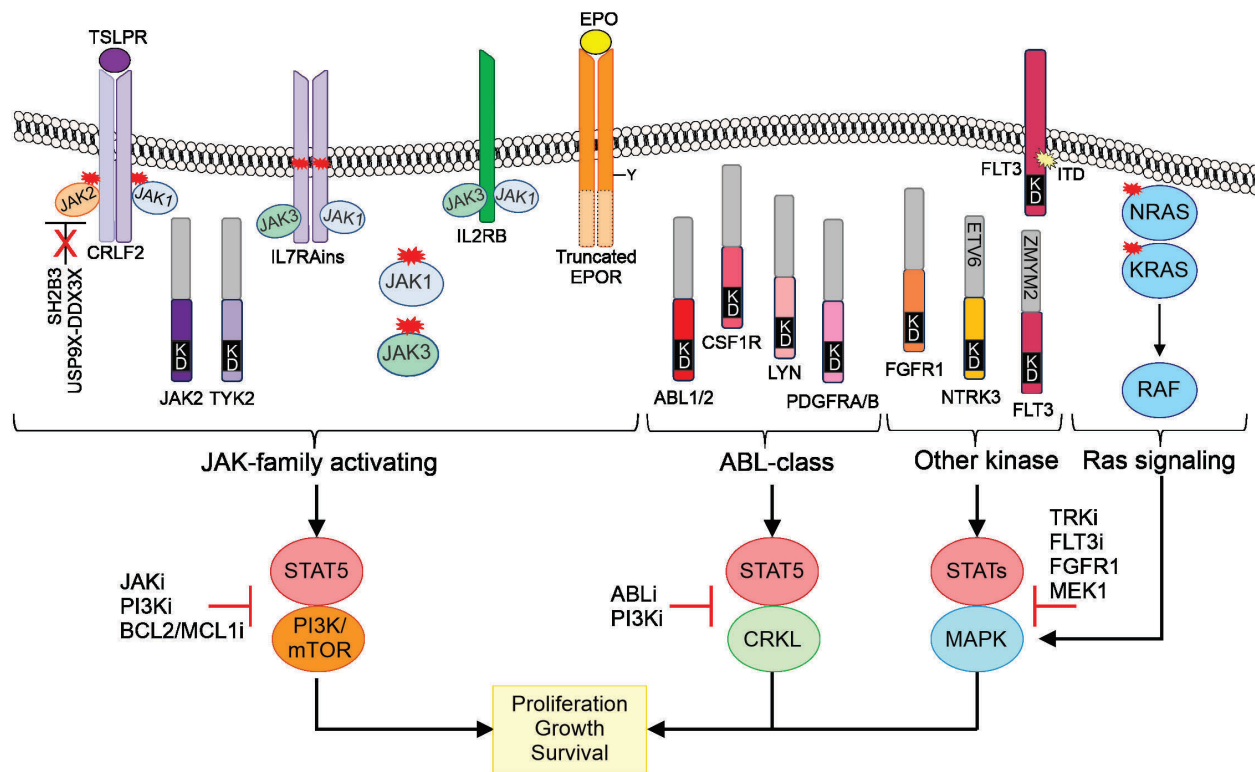 TSLPR
EPO
JAK2
JAK1
CRLF2
SH2B3
USP9X-DDX3X
JAK3
JAK1
IL7RAins
JAK3
JAK1
IL2RB
Y
Truncated
EPOR
FLT3
KD
ITD
NRAS
KRAS
RAF
JAK1
JAK3
KD
JAK2
KD
TYK2
KD
ABL1/2
KD
CSF1R
KD
LYN
KD
PDGFRA/B
KD
FGFR1
ETV6
KD
NTRK3
ZMYM2
KD
FLT3
JAK-family activating
ABL-class
Other kinase
Ras signaling
JAKi
PI3Ki
BCL2/MCL1i
STAT5
PI3K/
mTOR
ABLi
PI3Ki
STAT5
CRKL
STATs
MAPK
TRKi
FLT3i
FGFR1
MEK1
Proliferation
Growth
Survival